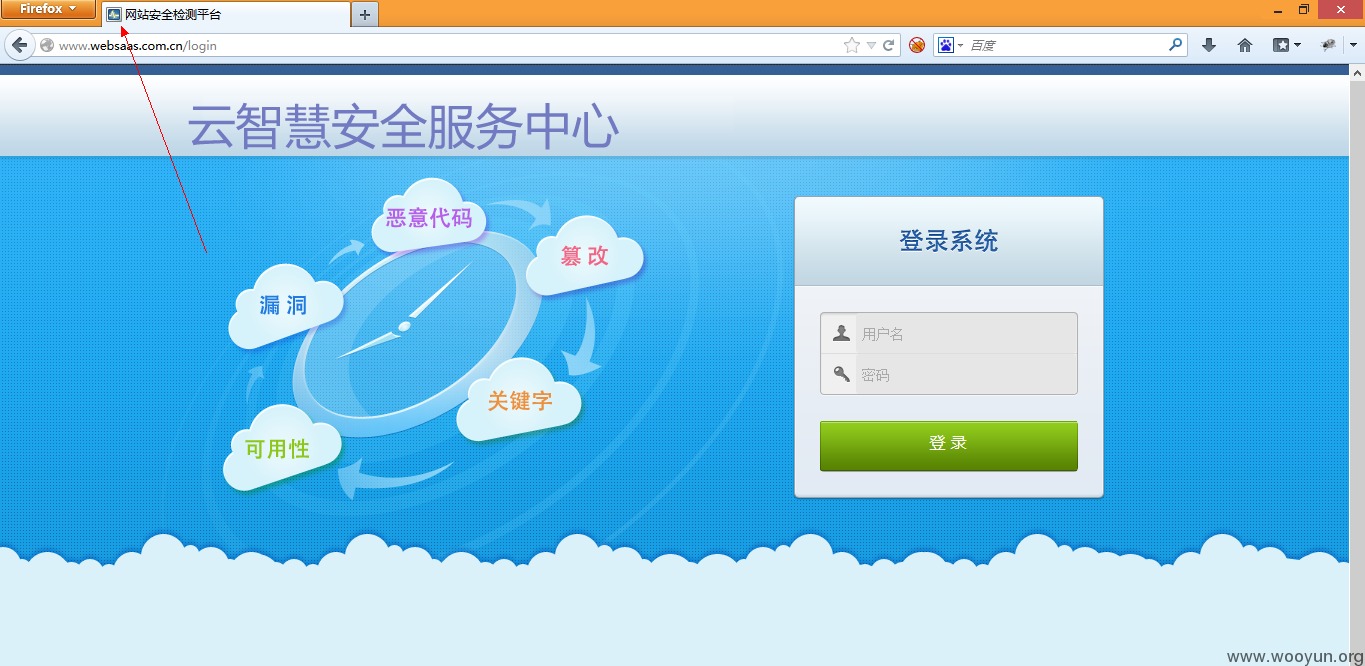 Firefox
网站安全检测平台
www.websaas.com.cn/login
百度
云智慧安全服务中心
恶意代码
篡 改
漏 洞
关键字
可用性
登录系统
用户名
密码
登 录
www.wooyun.org